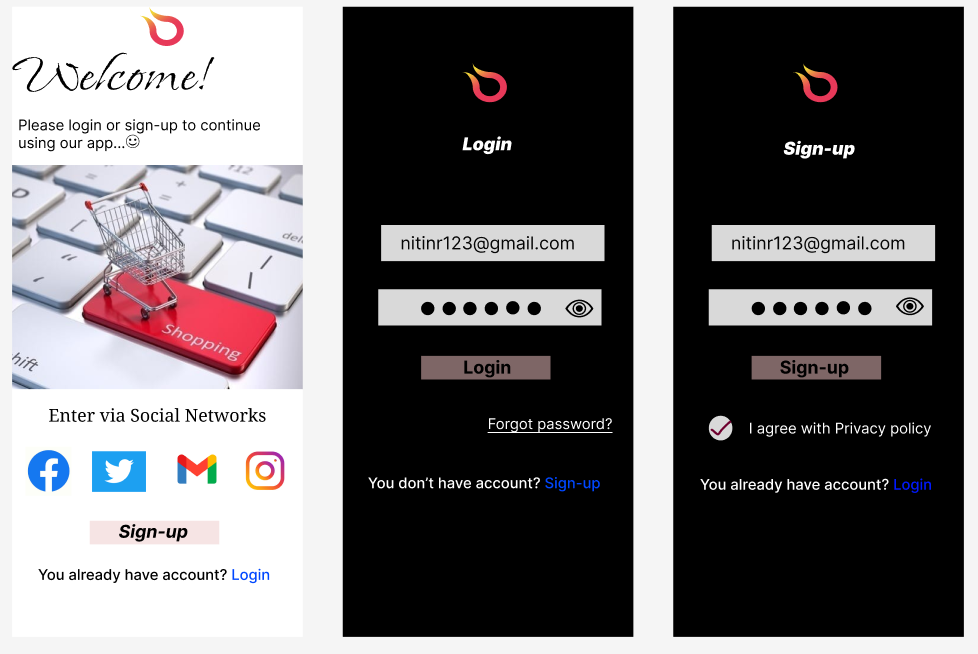 Welcome!
Please login or sign-up to continue
using our app...☺
f12
D
+
=
[
del
"
|
\
Shopping
shift
Enter via Social Networks
Sign-up
You already have account? Login
Login
nitinr123@gmail.com
Login
Forgot password?
You don't have account? Sign-up
Sign-up
nitinr123@gmail.com
Sign-up
I agree with Privacy policy
You already have account? Login